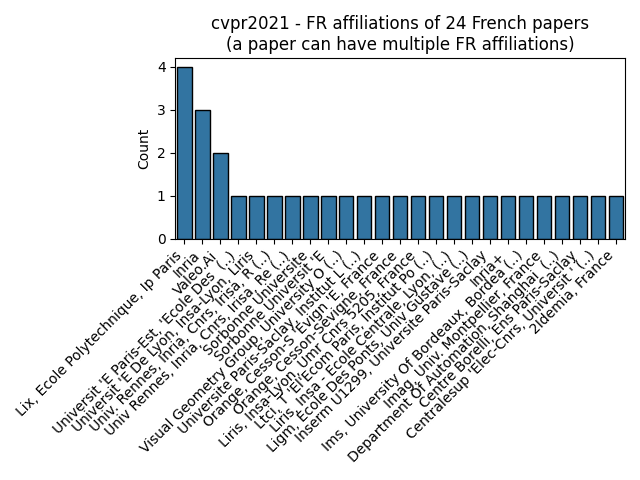 cvpr2021 - FR affiliations of 24 French papers
(a paper can have multiple FR affiliations)
Count
4
3
2
1
0
Lix, Ecole Polytechnique, Ip Paris
Inria
Valeo.Ai
Universit 'E Paris-Est, 'Ecole Des (...)
Universit 'E De Lyon, Insa-Lyon, Liris
Univ. Rennes, Inria, Cnrs, Irisa, R (...)
Univ Rennes, Inria, Cnrs, Irisa, Re (...)
Sorbonne Universite
Sorbonne Universit 'E
Visual Geometry Group, University O (...)
Universite Paris-Saclay, Institut L (...)
Orange, Cesson-S 'Evign 'E, France
Orange, Cesson-Sevigne, France
Liris, Insa-Lyon, Umr Cnrs 5205, France
Ltci, T 'El'Ecom Paris, Institut Po (...)
Liris, Insa - Ecole Centrale, Lyon, (...)
Ligm, Ecole Des Ponts, Univ Gustave (...)
Inserm U1299, Universite Paris-Saclay
Inria+
Ims, University Of Bordeaux, Bordea (...)
Imag, Univ. Montpellier, France
Department Of Automation, Shanghai (...)
Centre Borelli, Ens Paris-Saclay
Centralesup 'Elec-Cnrs, Universit ' (...)
2idemia, France